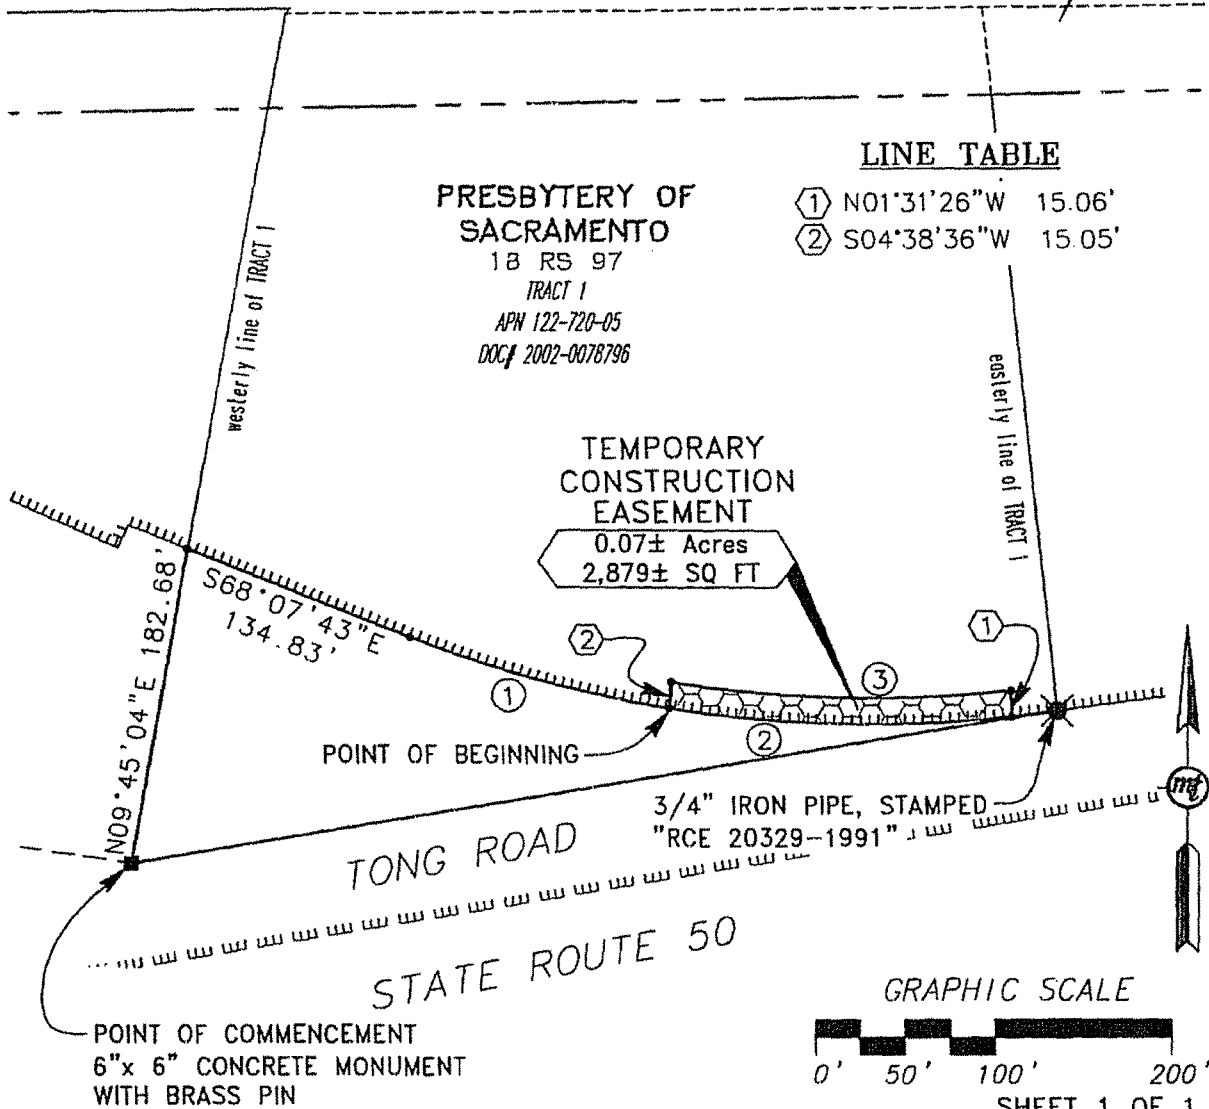 LINE TABLE
1 N01°31'26"W 15.06'
2 S04°38'36"W 15.05'
PRESBYTERY OF
SACRAMENTO
18 RS 97
TRACT 1
APN 122-720-05
DOC# 2002-0078796
westerly line of TRACT 1
easterly line of TRACT 1
TEMPORARY
CONSTRUCTION
EASEMENT
0.07± Acres
2,879± SQ FT
S68°07'43"E
134.83'
N09°45'04"E 182.68'
2
1
3
1
2
POINT OF BEGINNING
3/4" IRON PIPE, STAMPED
"RCE 20329-1991"
TONG ROAD
STATE ROUTE 50
POINT OF COMMENCEMENT
6"x 6" CONCRETE MONUMENT
WITH BRASS PIN
GRAPHIC SCALE
0' 50' 100' 200'
SHEET 1 OF 1